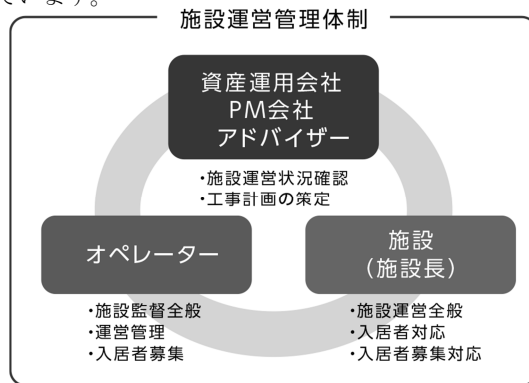 ています。
施設運営管理体制
資産運用会社
PM会社
アドバイザー
・施設運営状況確認
・工事計画の策定
オペレーター
・施設監督全般
・運営管理
・入居者募集
施設
(施設長)
・施設運営全般
・入居者対応
・入居者募集対応